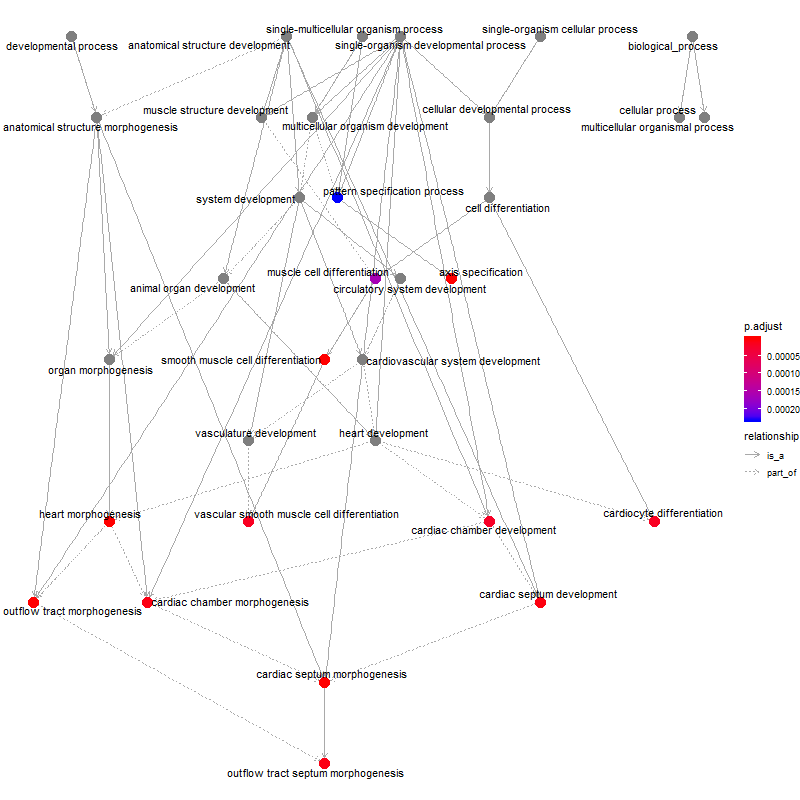 single-multicellular organism process
single-organism cellular process
developmental process
anatomical structure development
single-organism developmental process
biological_process
muscle structure development
cellular developmental process
cellular process
anatomical structure morphogenesis
multicellular organism development
multicellular organismal process
system development
pattern specification process
cell differentiation
muscle cell differentiation
axis specification
animal organ development
circulatory system development
organ morphogenesis
smooth muscle cell differentiation
cardiovascular system development
vasculature development
heart development
heart morphogenesis
vascular smooth muscle cell differentiation
cardiac chamber development
cardiocyte differentiation
outflow tract morphogenesis
cardiac chamber morphogenesis
cardiac septum development
cardiac septum morphogenesis
outflow tract septum morphogenesis
p.adjust
0.00005
0.00010
0.00015
0.00020
relationship
is_a
part_of